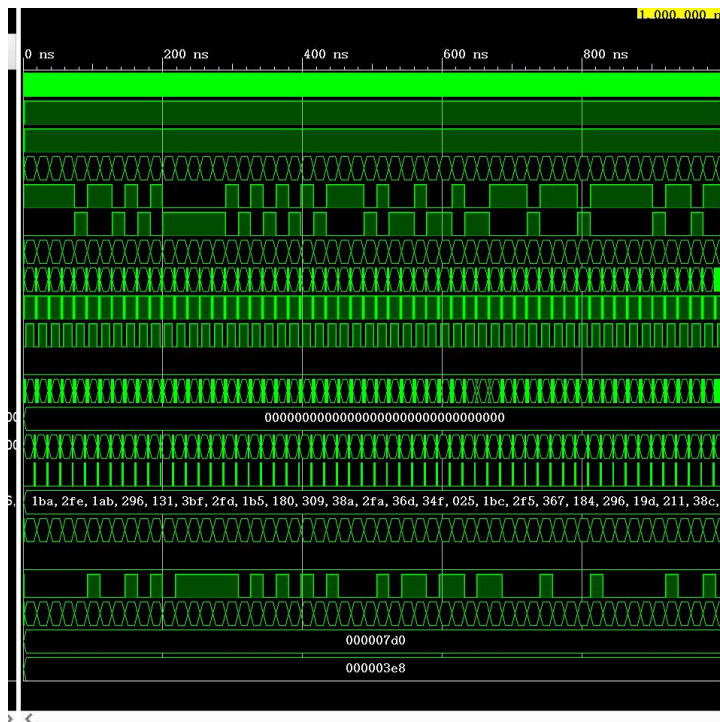 1,000,000 n
0 ns 200 ns 400 ns 600 ns 800 ns
00000000000000000000000000000000
1ba, 2fe, 1ab, 296, 131, 3bf, 2fd, 1b5, 180, 309, 38a, 2fa, 36d, 34f, 025, 1bc, 2f5, 367, 184, 296, 19d, 211, 38c,
000007d0
000003e8